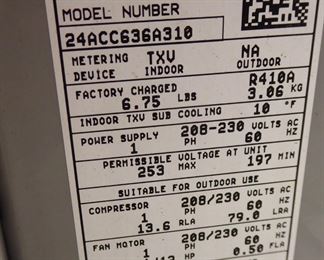 MODEL NUMBER
24ACC636A310
METERING TXV NA
DEVICE INDOOR OUTDOOR
FACTORY CHARGED R410A
6.75 LBS 3.06 KG
INDOOR TXV SUB COOLING 10 °F
POWER SUPPLY 208-230 VOLTS AC
1 PH 60 HZ
PERMISSIBLE VOLTAGE AT UNIT
253 MAX 197 MIN
SUITABLE FOR OUTDOOR USE
COMPRESSOR 208/230 VOLTS AC
1 PH 60 HZ
13.6 RLA 79.0 LRA
FAN MOTOR 208/230 VOLTS AC
1 PH 60 HZ
HP 0.50 FLA